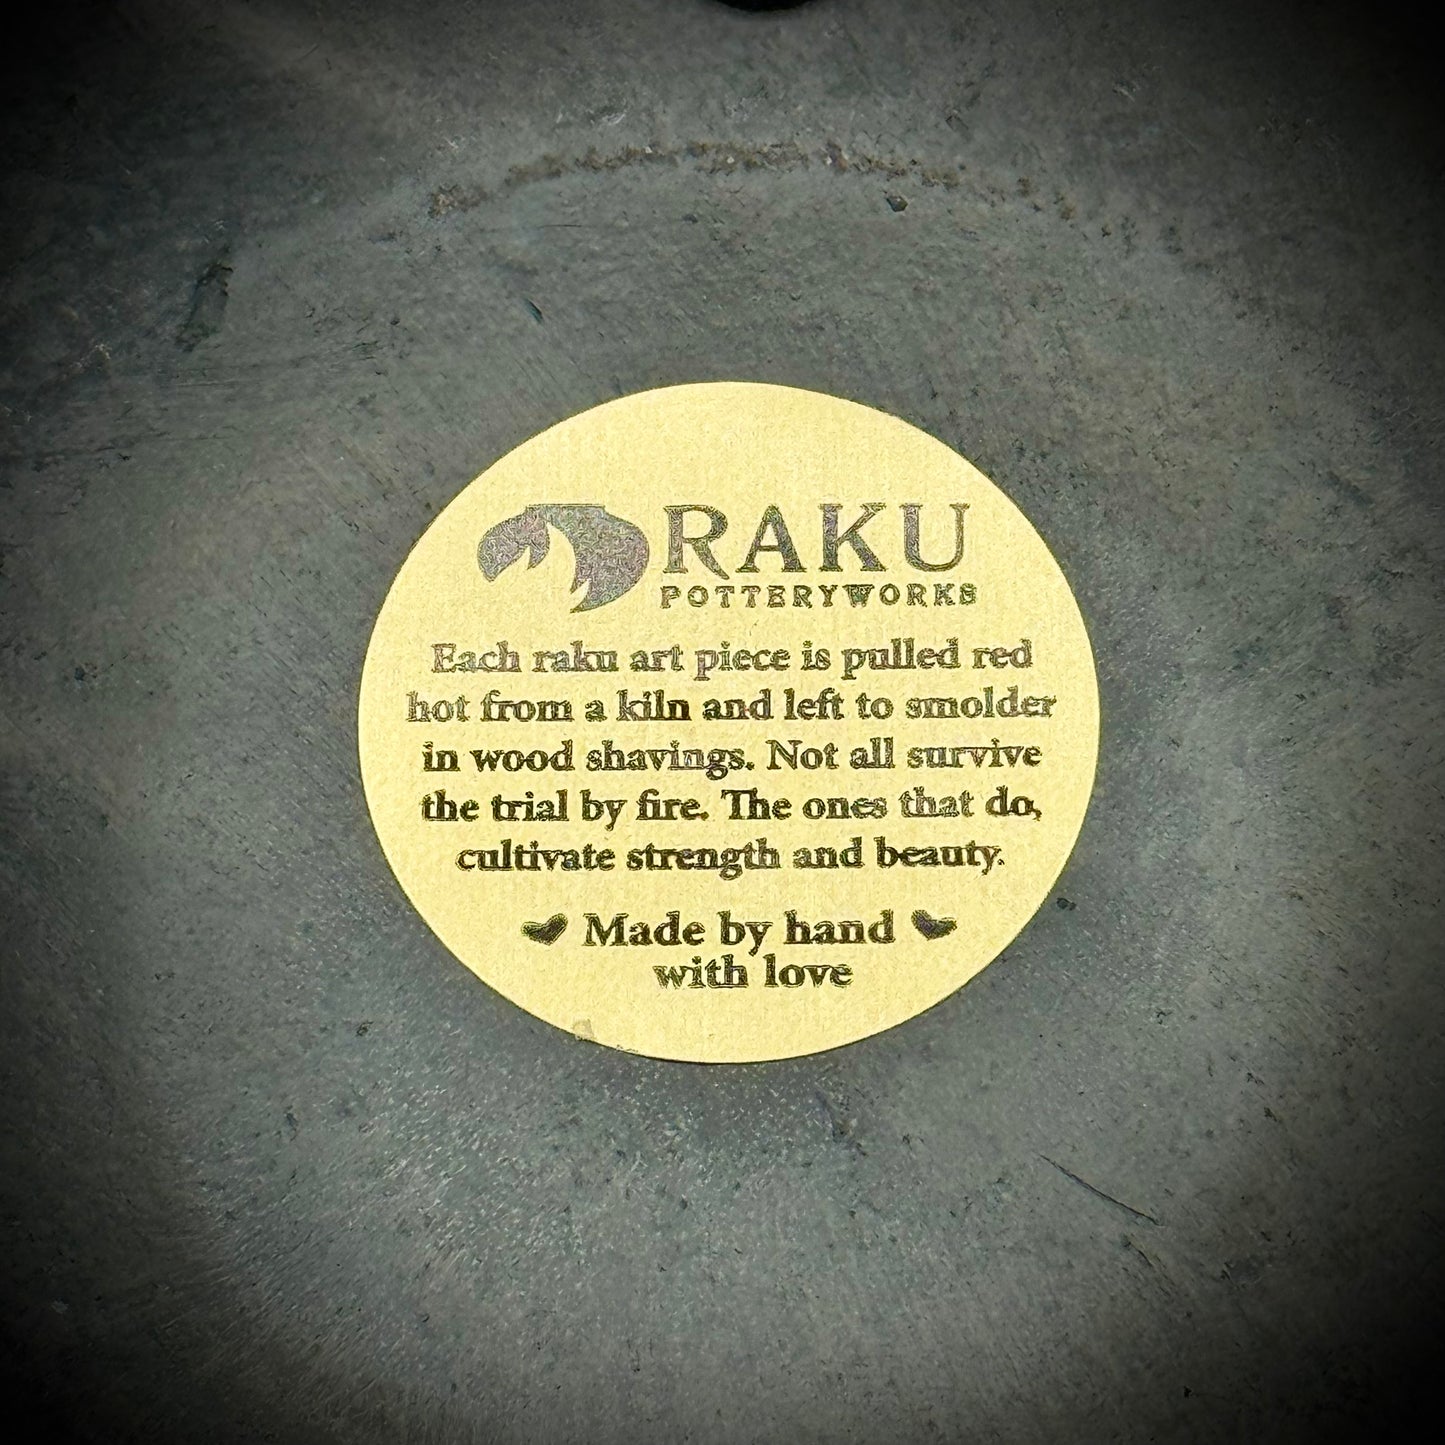 RAKU
POTTERYWORKS
Each raku art piece is pulled red
hot from a kiln and left to smolder
in wood shavings. Not all survive
the trial by fire. The ones that do,
cultivate strength and beauty.
Made by hand
with love